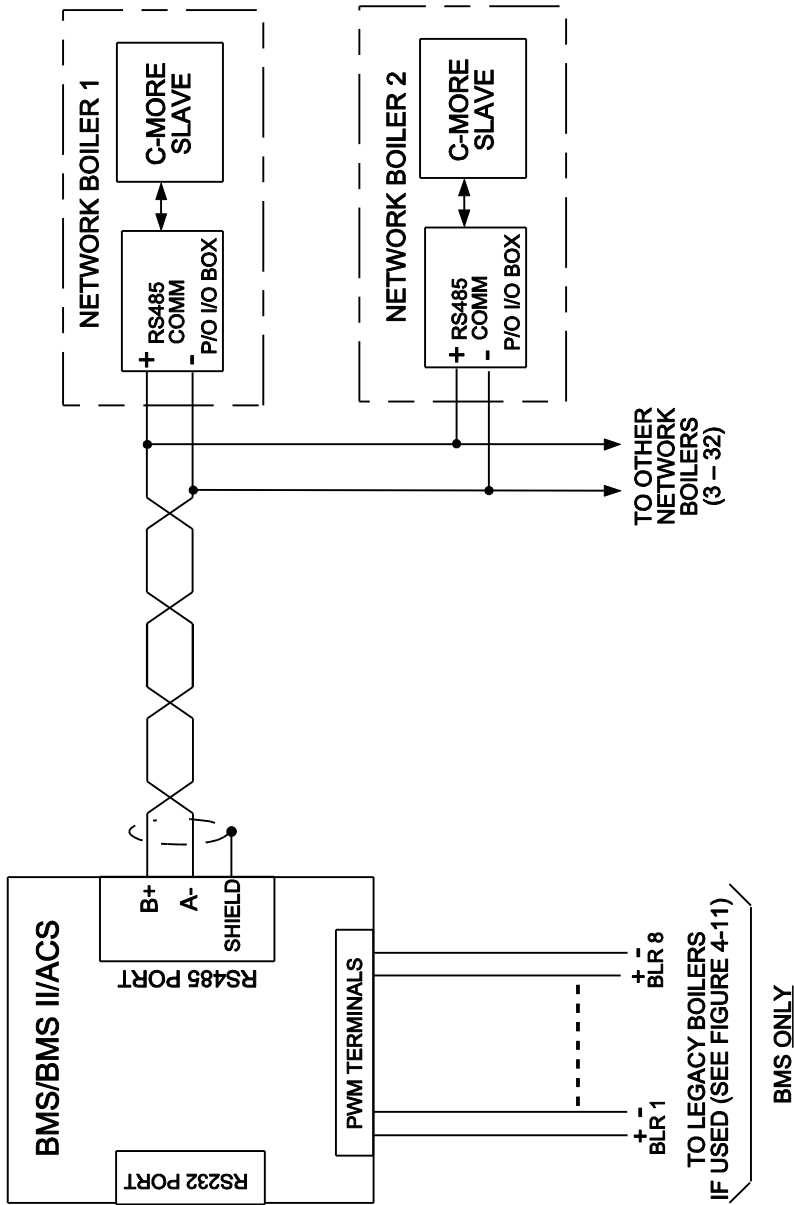 NETWORK BOILER 1
C-MORE
SLAVE
+
RS485
COMM
-
P/O I/O BOX
NETWORK BOILER 2
C-MORE
SLAVE
+
RS485
COMM
-
P/O I/O BOX
TO OTHER
NETWORK
BOILERS
(3 – 32)
BMS/BMS II/ACS
B+
A-
SHIELD
RS485 PORT
RS232 PORT
PWM TERMINALS
+ -
BLR 1
+ -
BLR 8
TO LEGACY BOILERS
IF USED (SEE FIGURE 4-11)
BMS ONLY